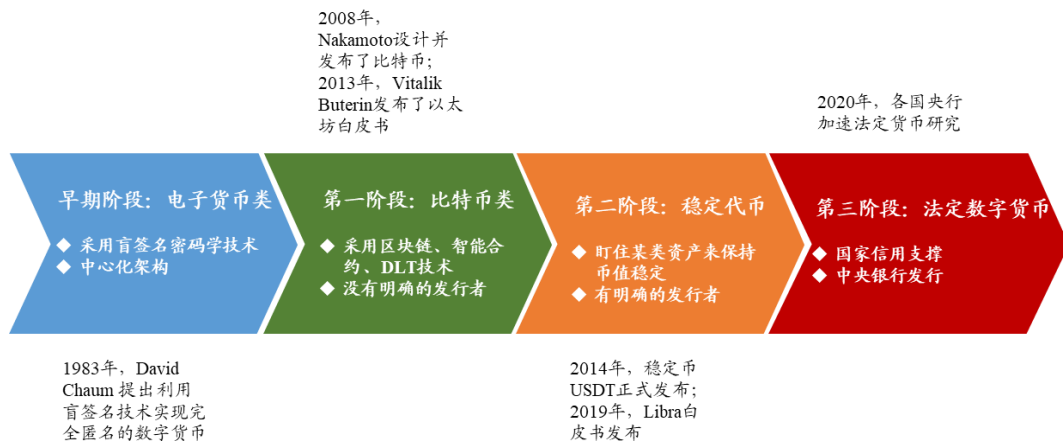 2008年，
Nakamoto设计并
发布了比特币；
2013年，Vitalik
Buterin发布了以太
坊白皮书
2020年，各国央行
加速法定货币研究
早期阶段：电子货币类
◆ 采用盲签名密码学技术
◆ 中心化架构
第一阶段：比特币类
◆ 采用区块链、智能合
约、DLT技术
◆ 没有明确的发行者
第二阶段：稳定代币
◆ 盯住某类资产来保持
币值稳定
◆ 有明确的发行者
第三阶段：法定数字货币
◆ 国家信用支撑
◆ 中央银行发行
1983年，David
Chaum 提出利用
盲签名技术实现完
全匿名的数字货币
2014年，稳定币
USDT正式发布；
2019年，Libra白
皮书发布